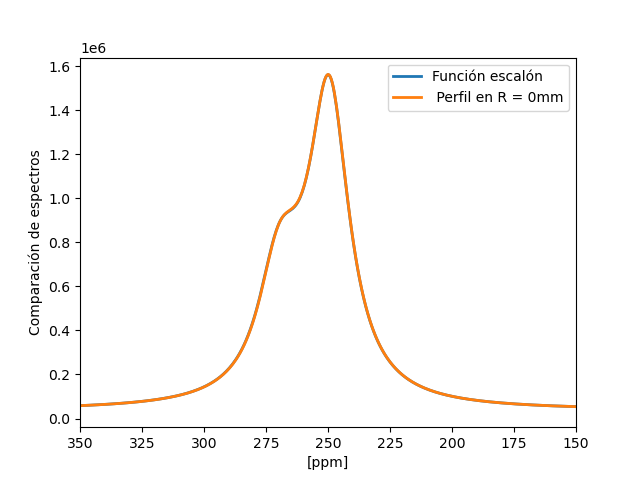 1e6
1.6
1.4
1.2
1.0
0.8
0.6
0.4
0.2
0.0
Comparación de espectros
Función escalón
Perfil en R = 0mm
350 325 300 275 250 225 200 175 150
[ppm]